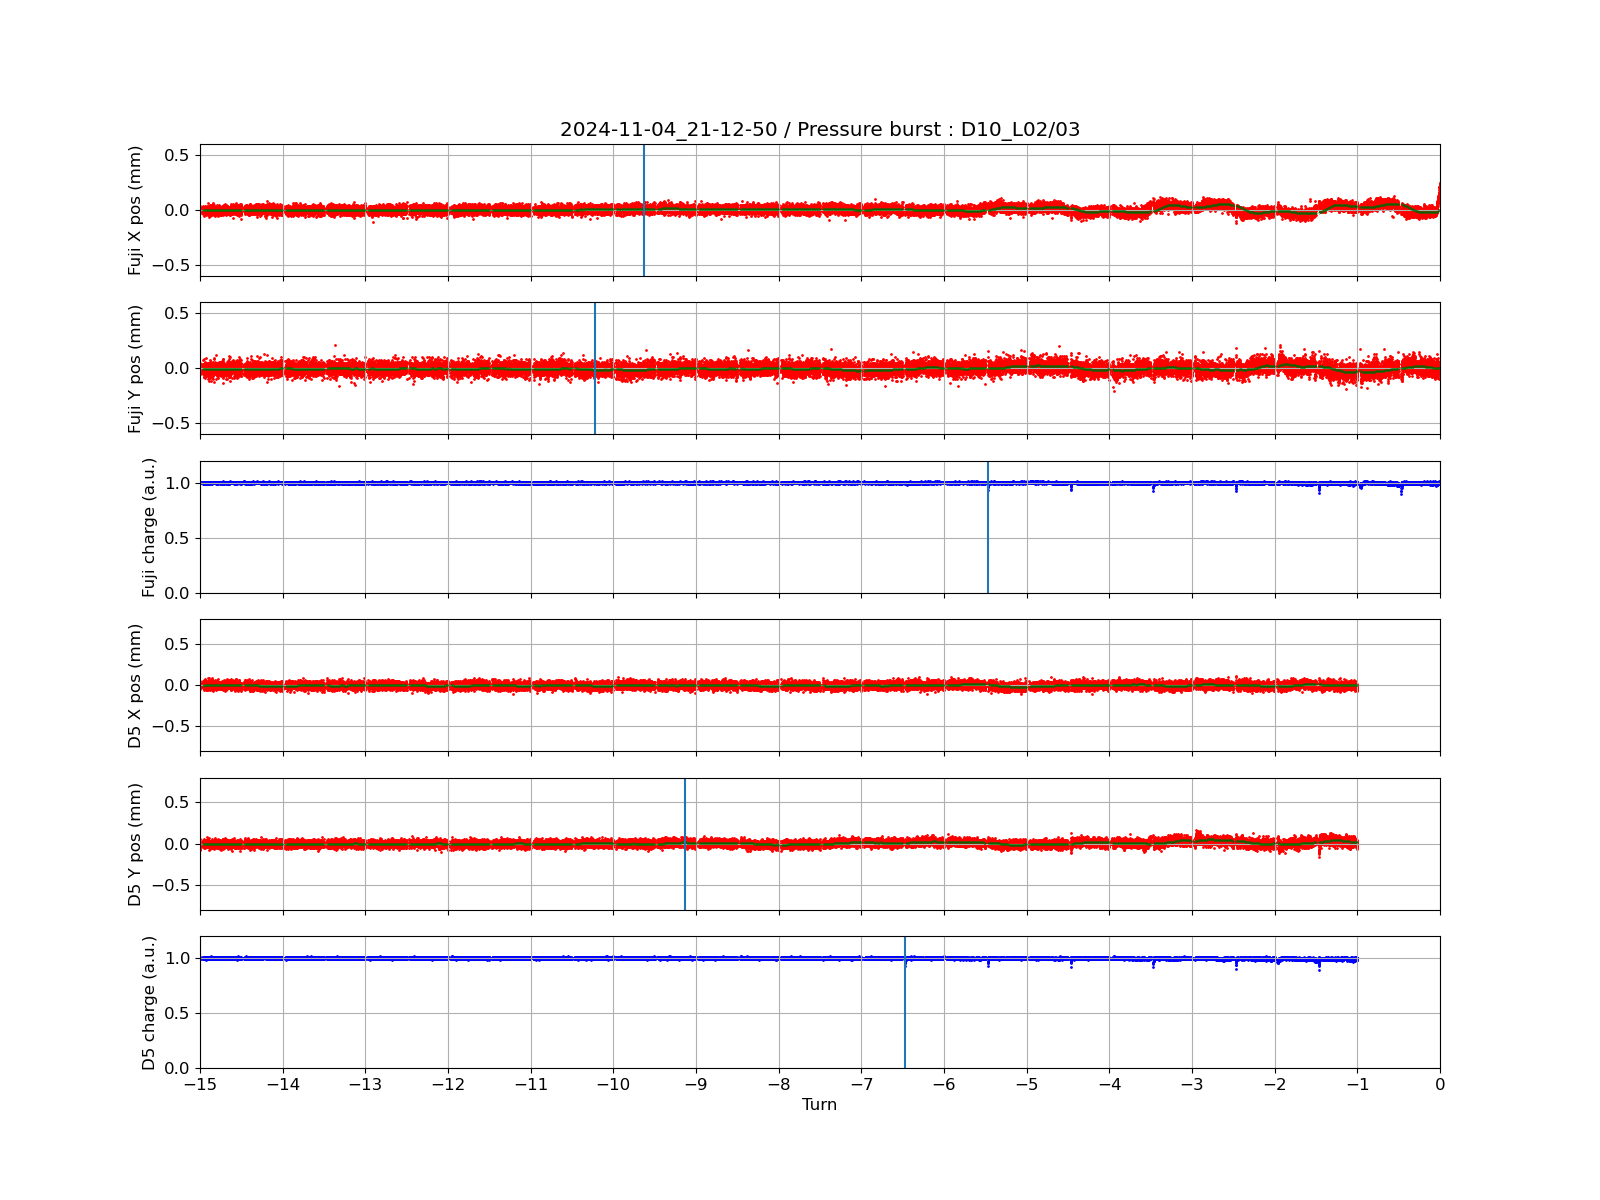 2024-11-04_21-12-50 / Pressure burst : D10_L02/03
Fuji X pos (mm)
0.5
0.0
−0.5
Fuji Y pos (mm)
0.5
0.0
−0.5
Fuji charge (a.u.)
1.0
0.5
0.0
D5 X pos (mm)
0.5
0.0
−0.5
D5 Y pos (mm)
0.5
0.0
−0.5
D5 charge (a.u.)
1.0
0.5
0.0
−15 −14 −13 −12 −11 −10 −9 −8 −7 −6 −5 −4 −3 −2 −1 0
Turn